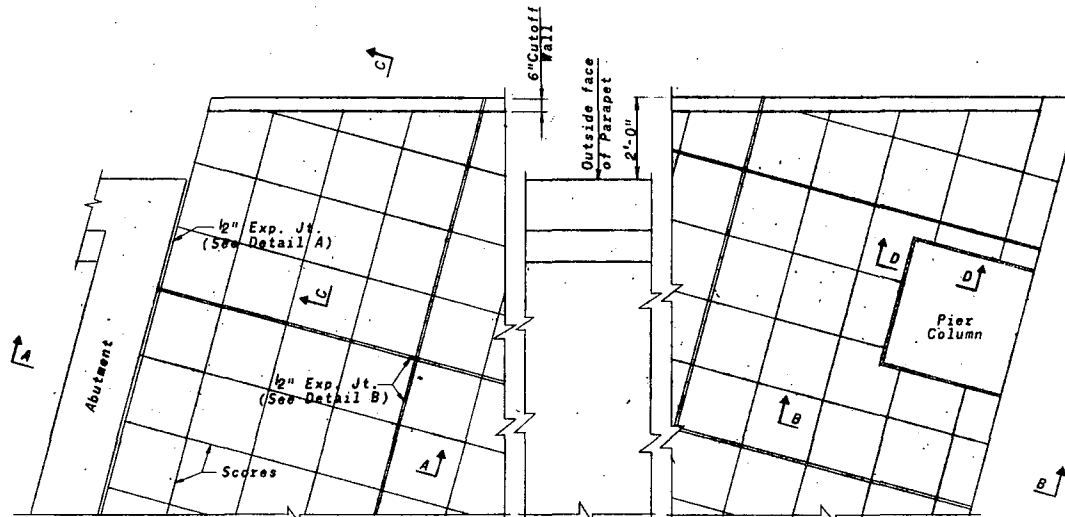 C
6"Cutoff
Wall
Outside face
of Parapet
2'-0"
½" Exp. Jt.
(See Detail A)
D
D
C
Pier
Column
A
Abutment
½" Exp. Jt.
(See Detail B)
B
A
Scores
B